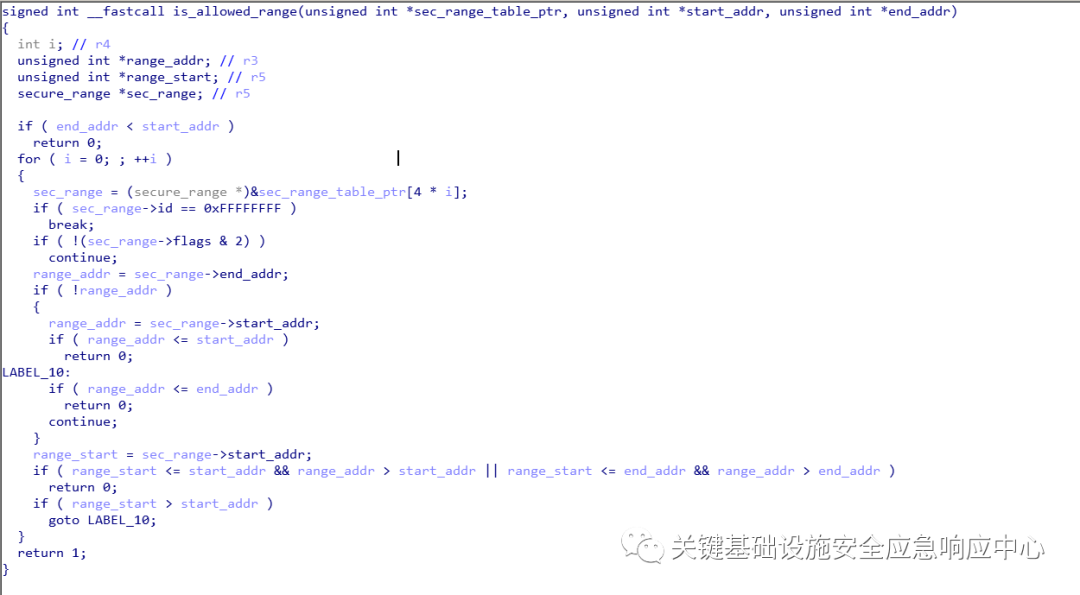 signed int __fastcall is_allowed_range(unsigned int *sec_range_table_ptr, unsigned int *start_addr, unsigned int *end_addr)
{
  int i; // r4
  unsigned int *range_addr; // r3
  unsigned int *range_start; // r5
  secure_range *sec_range; // r5

  if ( end_addr < start_addr )
    return 0;
  for ( i = 0; ; ++i )
  {
    sec_range = (secure_range *)&sec_range_table_ptr[4 * i];
    if ( sec_range->id == 0xFFFFFFFF )
      break;
    if ( !(sec_range->flags & 2) )
      continue;
    range_addr = sec_range->end_addr;
    if ( !range_addr )
    {
      range_addr = sec_range->start_addr;
      if ( range_addr <= start_addr )
        return 0;
LABEL_10:
      if ( range_addr <= end_addr )
        return 0;
      continue;
    }
    range_start = sec_range->start_addr;
    if ( range_start <= start_addr && range_addr > start_addr || range_start <= end_addr && range_addr > end_addr )
      return 0;
    if ( range_start > start_addr )
      goto LABEL_10;
  }
  return 1;
}
关键基础设施安全应急响应中心